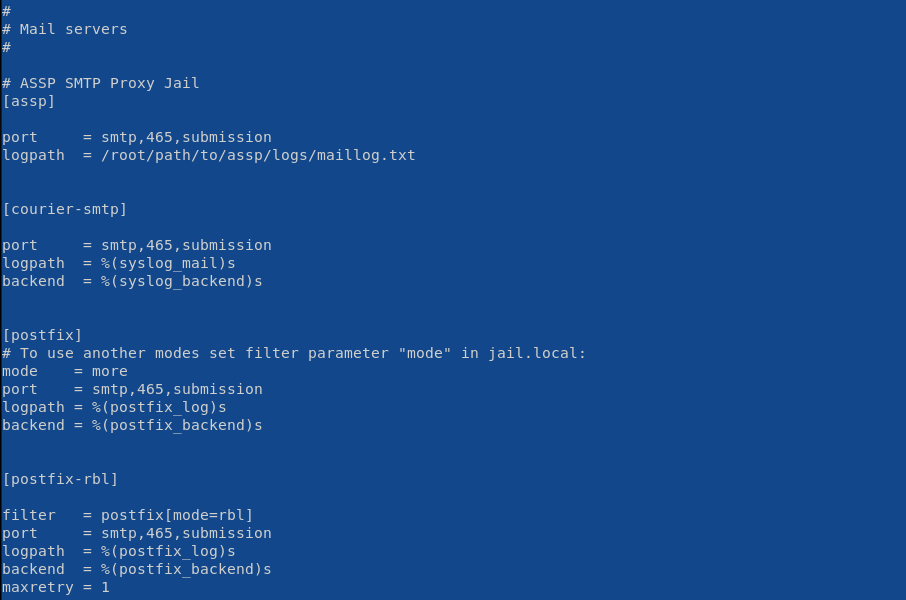 #
# Mail servers
#
# ASSP SMTP Proxy Jail
[assp]
port     = smtp,465,submission
logpath  = /root/path/to/assp/logs/maillog.txt
[courier-smtp]
port     = smtp,465,submission
logpath  = %(syslog_mail)s
backend  = %(syslog_backend)s
[postfix]
# To use another modes set filter parameter "mode" in jail.local:
mode    = more
port    = smtp,465,submission
logpath = %(postfix_log)s
backend = %(postfix_backend)s
[postfix-rbl]
filter   = postfix[mode=rbl]
port     = smtp,465,submission
logpath  = %(postfix_log)s
backend  = %(postfix_backend)s
maxretry = 1